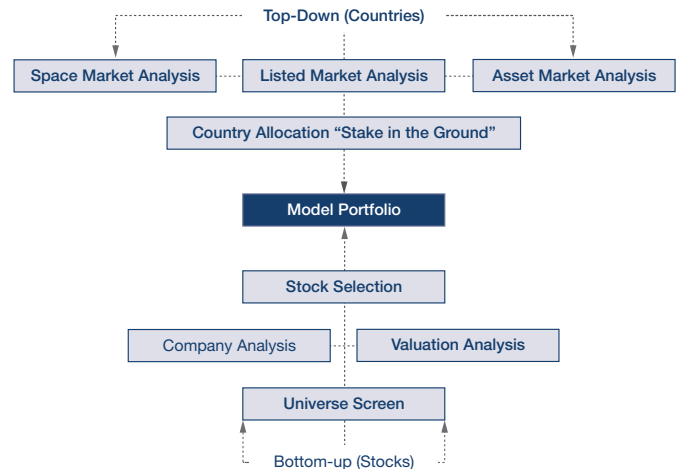 Top-Down (Countries)
Space Market Analysis
Listed Market Analysis
Asset Market Analysis
Country Allocation “Stake in the Ground”
Model Portfolio
Stock Selection
Company Analysis
Valuation Analysis
Universe Screen
Bottom-up (Stocks)